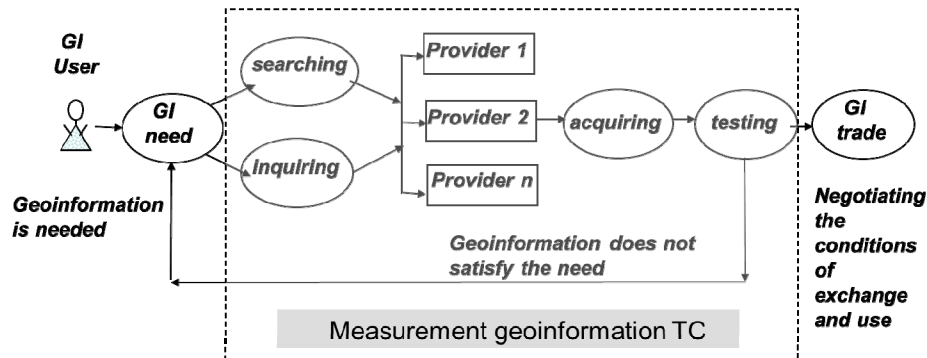 GI
User
GI
need
searching
inquiring
Provider 1
Provider 2
Provider n
acquiring
testing
GI
trade
Geoinformation
is needed
Geoinformation does not
satisfy the need
Negotiating
the
conditions
of
exchange
and use
Measurement geoinformation TC